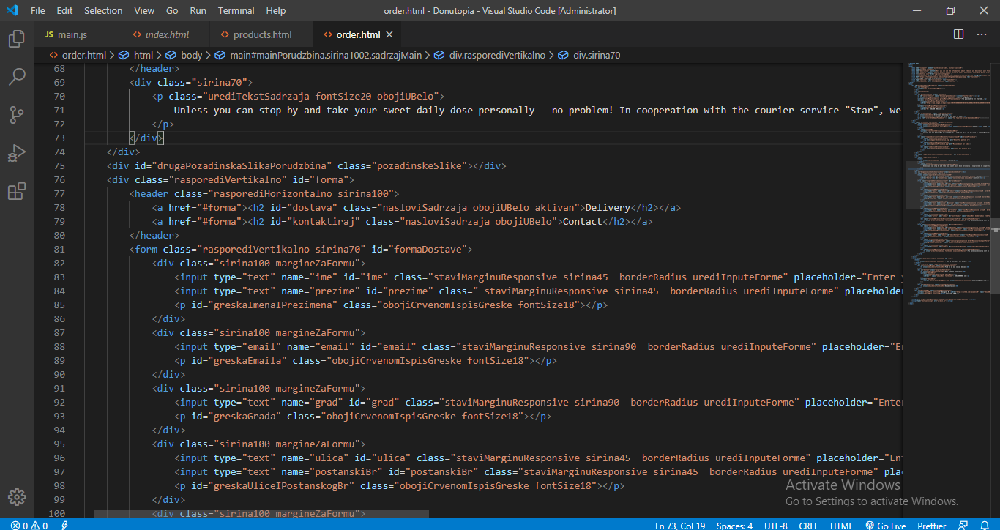 File Edit Selection View Go Run Terminal Help order.html - Donutopia - Visual Studio Code [Administrator]
JS main.js <> index.html <> products.html <> order.html ×
<> order.html > html > body > main#mainPorudzbina.sirina1002.sadrzajMain > div.rasporediVertikalno > div.sirina70
68 </header>
69 <div class="sirina70">
70 <p class="urediTekstSadrzaja fontSize20 obojiUBelo">
71 Unless you can stop by and take your sweet daily dose personally - no problem! In cooperation with the courier service "Star", we
72 </p>
73 </div>
74 </div>
75 <div id="drugaPozadinskaSlikaPorudzbina" class="pozadinskeSlike"></div>
76 <div class="rasporediVertikalno" id="forma">
77 <header class="rasporediHorizontalno sirina100">
78 <a href="#forma"><h2 id="dostava" class="nasloviSadrzaja obojiUBelo aktivan">Delivery</h2></a>
79 <a href="#forma"><h2 id="kontaktiraj" class="nasloviSadrzaja obojiUBelo">Contact</h2></a>
80 </header>
81 <form class="rasporediVertikalno sirina70" id="formaDostave">
82 <div class="sirina100 margineZaFormu">
83 <input type="text" name="ime" id="ime" class="staviMarginuResponsive sirina45  borderRadius urediInputeForme" placeholder="Enter
84 <input type="text" name="prezime" id="prezime" class=" staviMarginuResponsive sirina45  borderRadius urediInputeForme" placeholde
85 <p id="greskaImenaIPrezimena" class="obojiCrvenomIspisGreske fontSize18"></p>
86 </div>
87 <div class="sirina100 margineZaFormu">
88 <input type="email" name="email" id="email" class="staviMarginuResponsive sirina90  borderRadius urediInputeForme" placeholder="E
89 <p id="greskaEmaila" class="obojiCrvenomIspisGreske fontSize18"></p>
90 </div>
91 <div class="sirina100 margineZaFormu">
92 <input type="text" name="grad" id="grad" class="staviMarginuResponsive sirina90  borderRadius urediInputeForme" placeholder="Enter
93 <p id="greskaGrada" class="obojiCrvenomIspisGreske fontSize18"></p>
94 </div>
95 <div class="sirina100 margineZaFormu">
96 <input type="text" name="ulica" id="ulica" class="staviMarginuResponsive sirina45  borderRadius urediInputeForme" placeholder="Ent
97 <input type="text" name="postanskiBr" id="postanskiBr" class="staviMarginuResponsive sirina45  borderRadius urediInputeForme" plac
98 <p id="greskaUliceIPostanskogBr" class="obojiCrvenomIspisGreske fontSize18"></p>
99 </div>
100 <div class="sirina100 margineZaFormu">
Activate Windows
Go to Settings to activate Windows.
0 0 Ln 73, Col 19 Spaces: 4 UTF-8 CRLF HTML Go Live Prettier